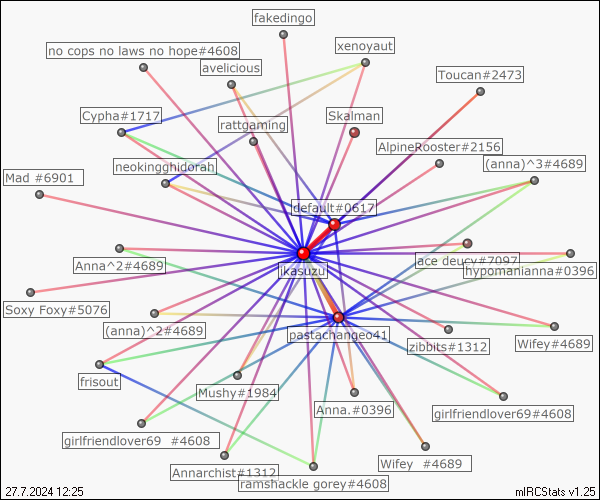 fakedingo
xenoyaut
no cops no laws no hope#4608
avelicious
Toucan#2473
Cypha#1717
rattgaming
Skalman
AlpineRooster#2156
(anna)^3#4689
neokingghidorah
Mad #6901
default#0617
Anna^2#4689
ikasuzu
ace deucy#7097
hypomanianna#0396
Soxy Foxy#5076
(anna)^2#4689
pastachangeo41
zibbits#1312
Wifey#4689
frisout
Mushy#1984
Anna.#0396
girlfriendlover69#4608
girlfriendlover69 #4608
Wifey #4689
Annarchist#1312
ramshackle gorey#4608
27.7.2024 12:25
mIRCStats v1.25